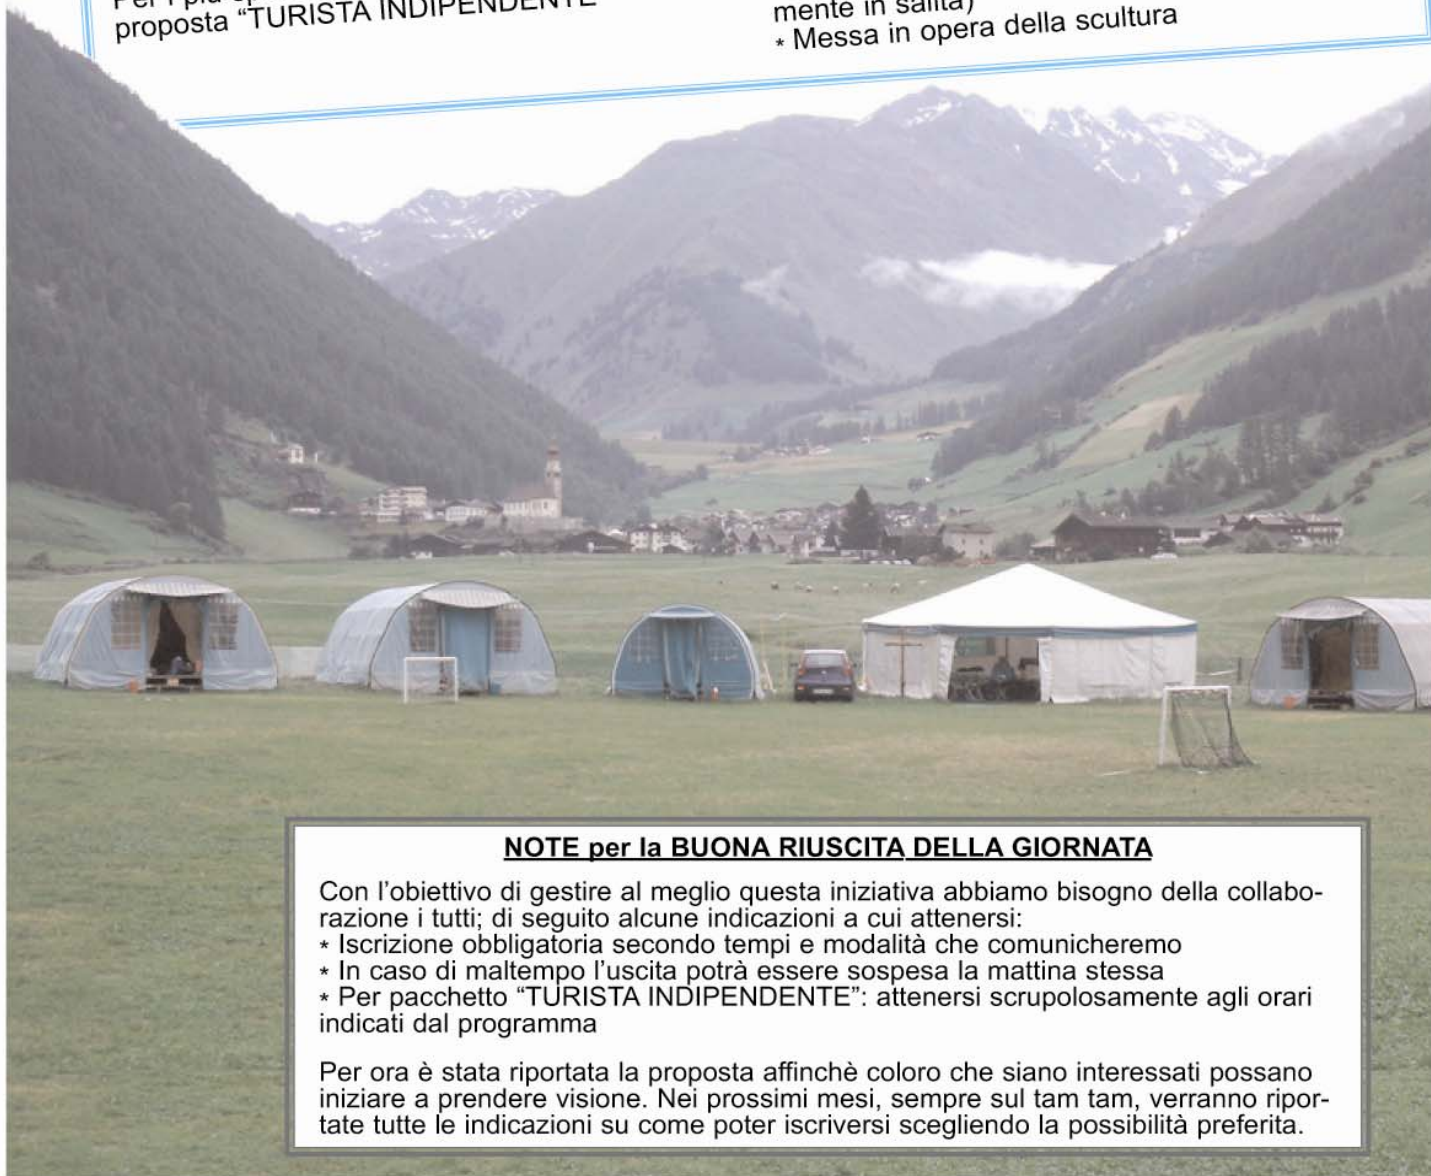 Per i più
proposta “TURISTA INDIPENDENTE
mente in salita)
* Messa in opera della scultura
NOTE per la BUONA RIUSCITA DELLA GIORNATA
Con l’obiettivo di gestire al meglio questa iniziativa abbiamo bisogno della collabo-
razione i tutti; di seguito alcune indicazioni a cui attenersi:
* Iscrizione obbligatoria secondo tempi e modalità che comunicheremo
* In caso di maltempo l’uscita potrà essere sospesa la mattina stessa
* Per pacchetto “TURISTA INDIPENDENTE”: attenersi scrupolosamente agli orari
indicati dal programma
Per ora è stata riportata la proposta affinchè coloro che siano interessati possano
iniziare a prendere visione. Nei prossimi mesi, sempre sul tam tam, verranno ripor-
tate tutte le indicazioni su come poter iscriversi scegliendo la possibilità preferita.